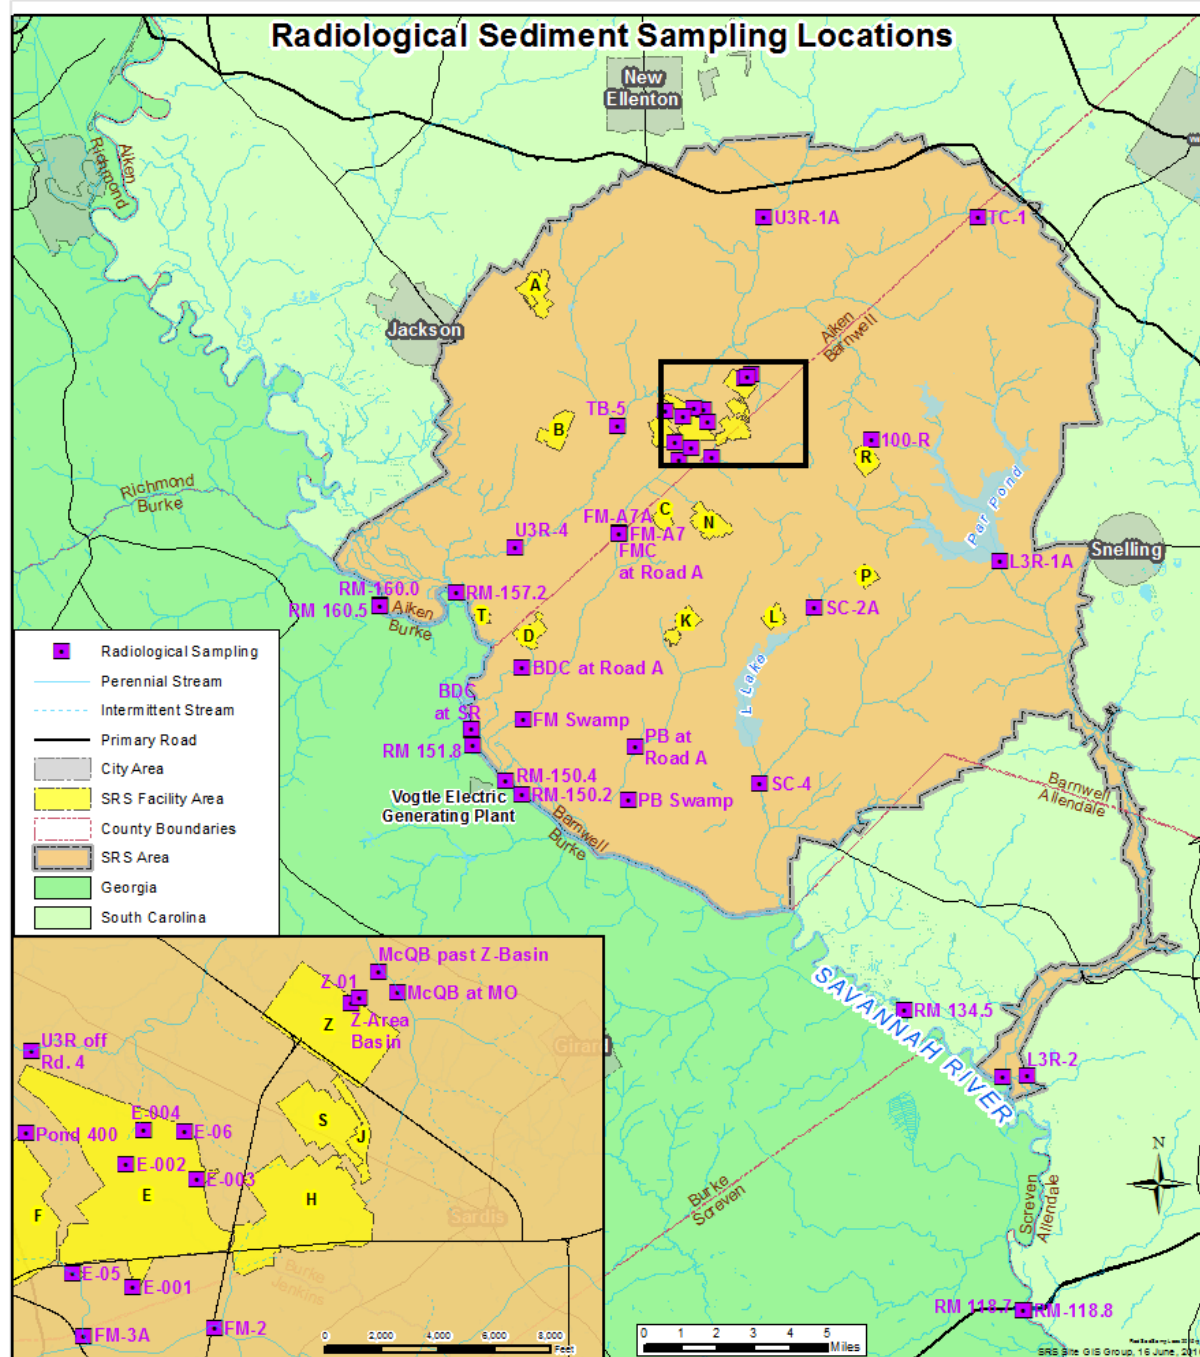 Radiological Sediment Sampling Locations
New
Ellenton
Aiken
Richmond
U3R-1A
TC-1
A
Jackson
Aiken
Barnwell
TB-5
B
100-R
R
Richmond
Burke
Par Pond
C
N
FM-A7A
FM-A7
FMC
at Road A
U3R-4
Snelling
L3R-1A
P
RM-160.0
RM 160.5
RM-157.2
Aiken
Burke
T
D
K
L
SC-2A
L Lake
BDC at Road A
BDC
at SR
FM Swamp
RM 151.8
PB at
Road A
RM-150.4
RM-150.2
SC-4
PB Swamp
Vogtle Electric
Generating Plant
Barnwell
Burke
Barnwell
Allendale
Radiological Sampling
Perennial Stream
Intermittent Stream
Primary Road
City Area
SRS Facility Area
County Boundaries
SRS Area
Georgia
South Carolina
SAVANNAH RIVER
RM 134.5
L3R-2
Burke
Screven
Screven
Allendale
N
RM 118.7
RM-118.8
McQB past Z-Basin
Z-01
McQB at MO
Z
Z-Area
Basin
Girard
U3R off
Rd. 4
S
J
E-004
Pond 400
E-06
E-002
E-003
E
H
F
Sardis
E-05
E-001
Burke
Jenkins
FM-3A
FM-2
0 2,000 4,000 6,000 8,000
Feet
0 1 2 3 4 5
Miles
SRS Site GIS Group, 16 June,